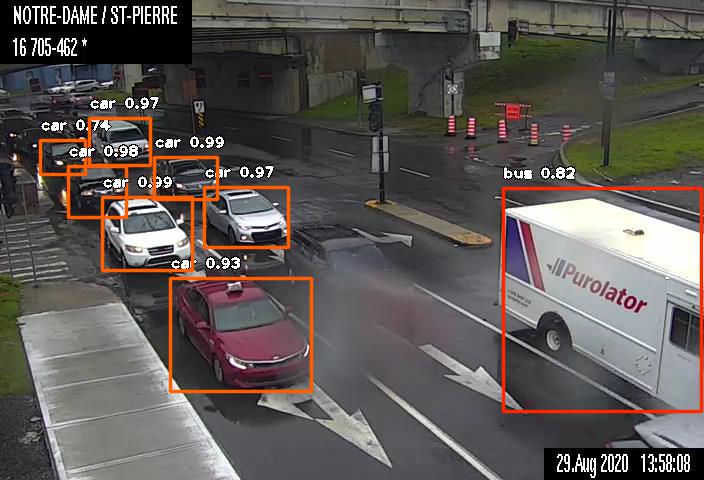 NOTRE-DAME / ST-PIERRE
16 705-462 *
car 0.97
car 0.74
car 0.98
car 0.99
car 0.99
car 0.97
bus 0.82
car 0.93
Purolator
29.Aug 2020 13:58:08